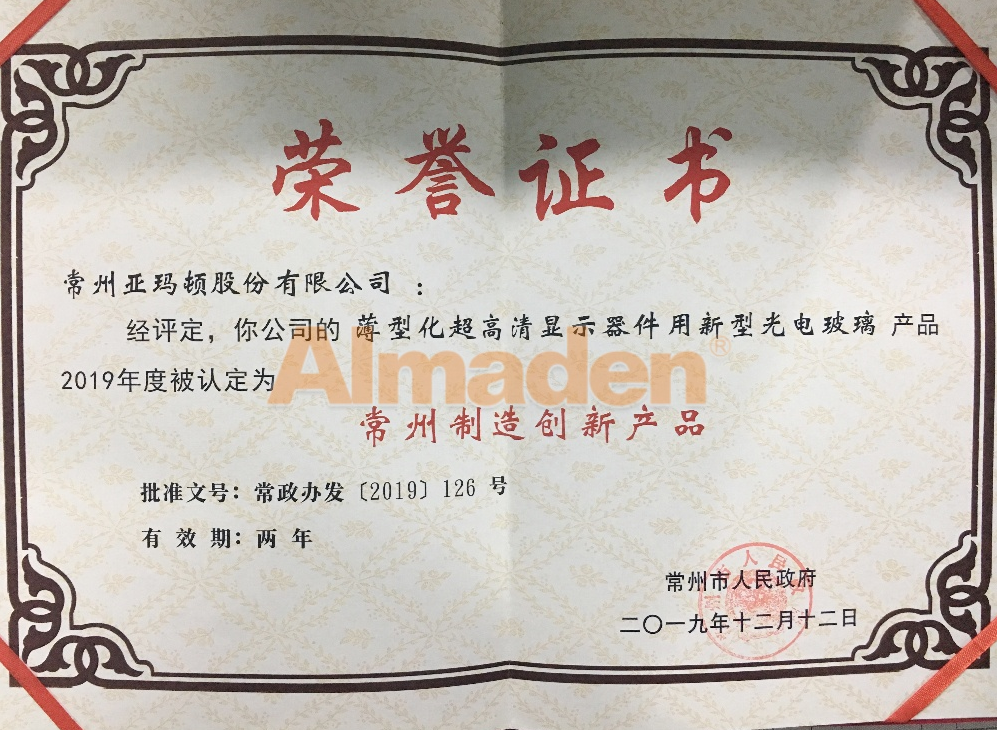 荣誉证书
常州亚玛顿股份有限公司：
经评定，你公司的 薄型化超高清显示器件用新型光电玻璃 产品
2019年度被认定为
Almaden®
常州制造创新产品
批准文号：常政办发〔2019〕126 号
有效期：两年
常州市人民政府
二〇一九年十二月十二日